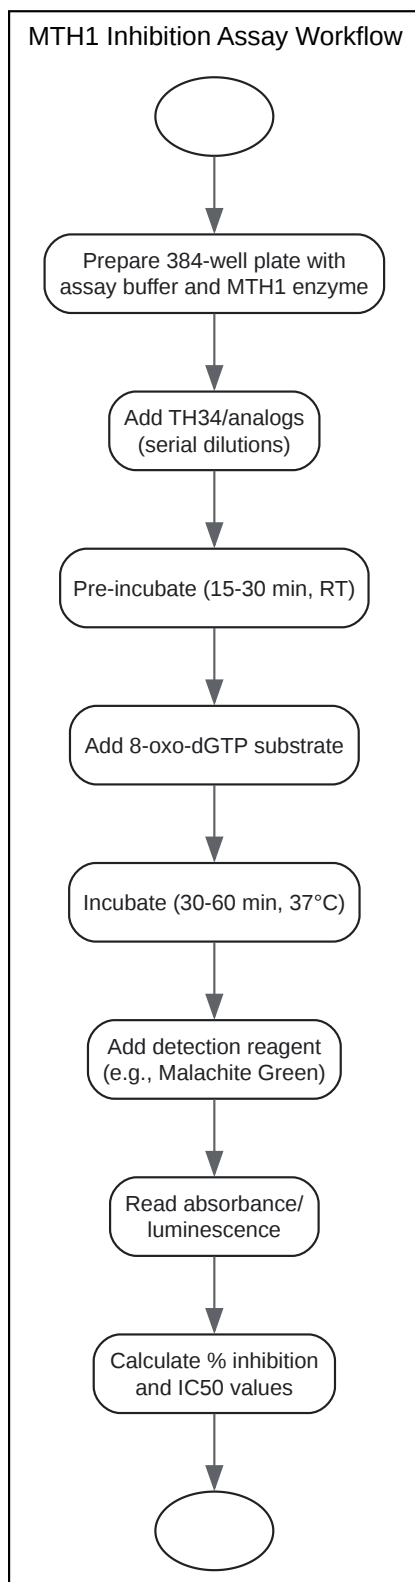 MTH1 Inhibition Assay Workflow
Prepare 384-well plate with
assay buffer and MTH1 enzyme
Add TH34/analogs
(serial dilutions)
Pre-incubate (15-30 min, RT)
Add 8-oxo-dGTP substrate
Incubate (30-60 min, 37°C)
Add detection reagent
(e.g., Malachite Green)
Read absorbance/
luminescence
Calculate % inhibition
and IC50 values